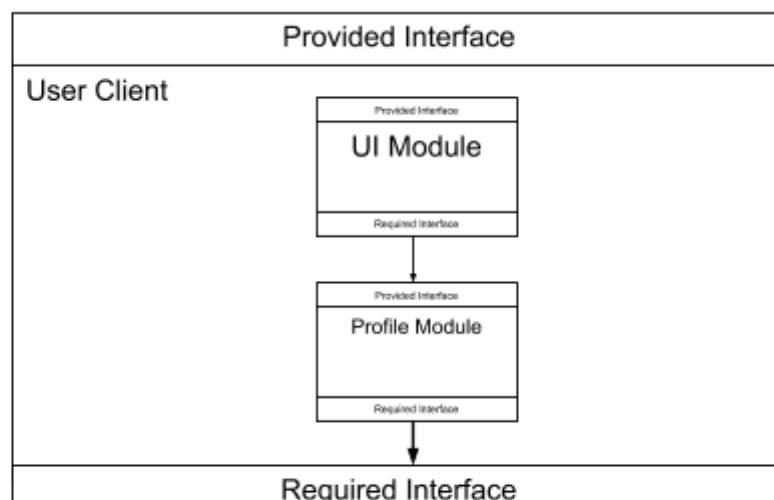 Provided Interface
User Client
Provided Interface
UI Module
Required Interface
Provided Interface
Profile Module
Required Interface
Required Interface